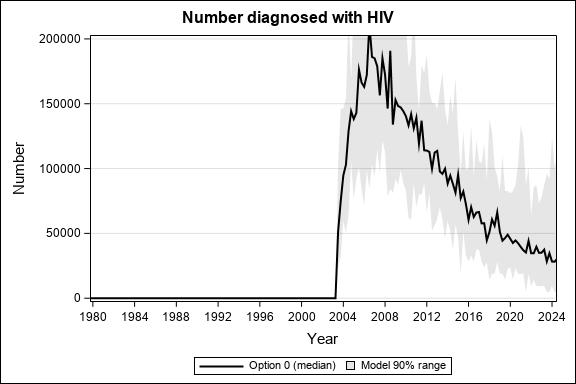 Number diagnosed with HIV
200000
150000
100000
50000
0
Number
1980 1984 1988 1992 1996 2000 2004 2008 2012 2016 2020 2024
Year
Option 0 (median) Model 90% range